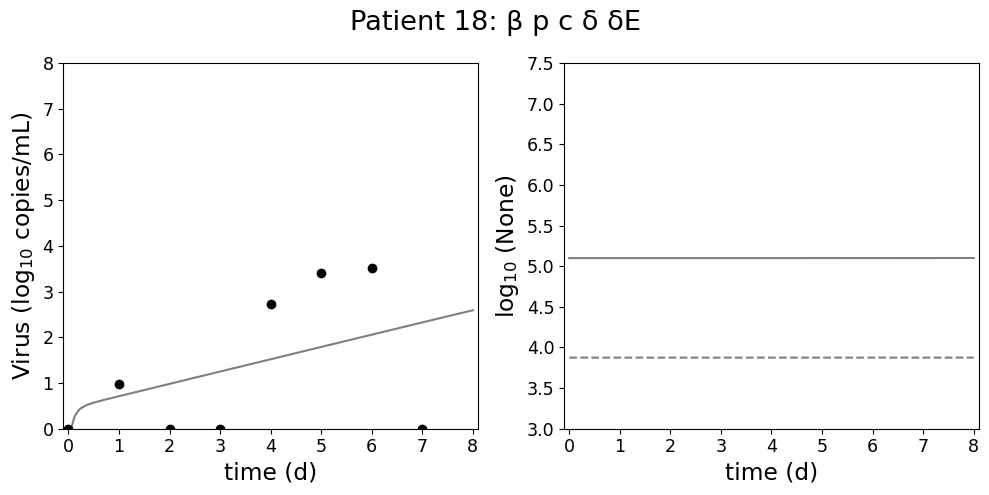 Patient 18: β p c δ δE
Virus (log₁₀ copies/mL)
8
7
6
5
4
3
2
1
0
0 1 2 3 4 5 6 7 8
time (d)
log₁₀ (None)
7.5
7.0
6.5
6.0
5.5
5.0
4.5
4.0
3.5
3.0
0 1 2 3 4 5 6 7 8
time (d)